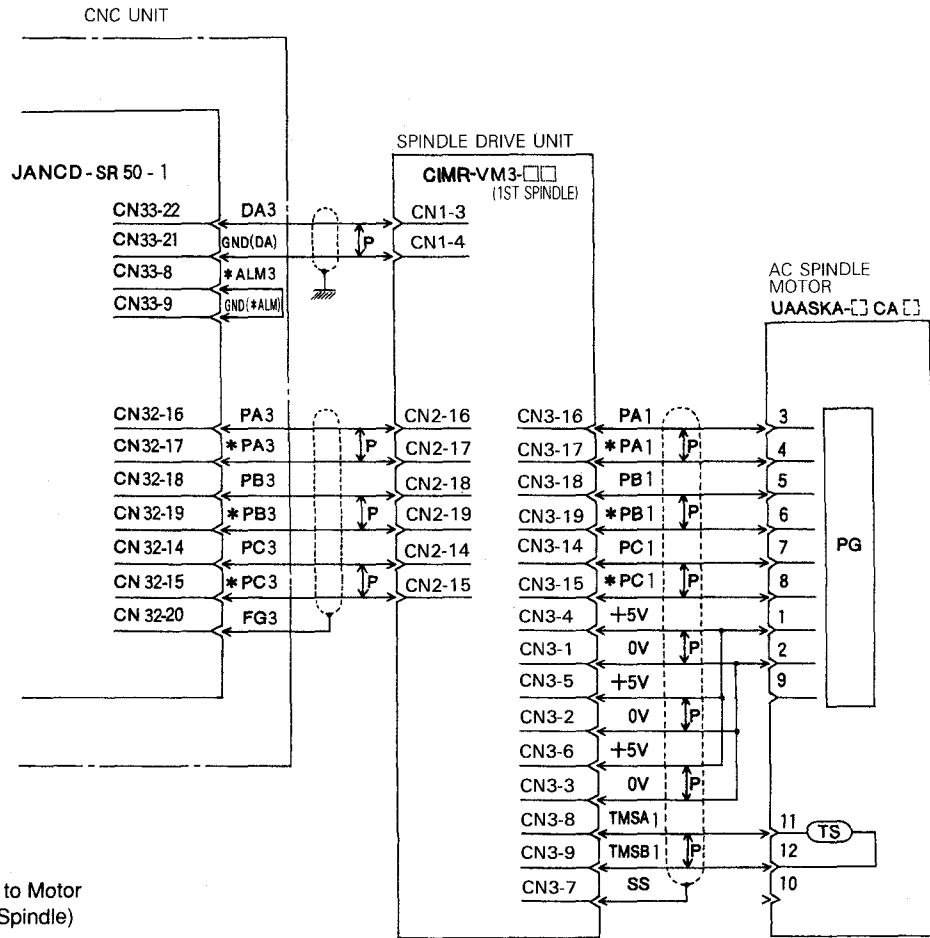 CNC UNIT
SPINDLE DRIVE UNIT
JANCD-SR50-1
CIMR-VM3-□□
(1ST SPINDLE)
CN33-22 DA3 CN1-3
CN33-21 GND(DA) P CN1-4
CN33-8 *ALM3
CN33-9 GND(*ALM)
AC SPINDLE
MOTOR
UAASKA-□CA□
CN32-16 PA3 CN2-16 CN3-16 PA1 3
CN32-17 *PA3 P CN2-17 CN3-17 *PA1 P 4
CN32-18 PB3 CN2-18 CN3-18 PB1 5
CN32-19 *PB3 P CN2-19 CN3-19 *PB1 P 6
CN32-14 PC3 CN2-14 CN3-14 PC1 7 PG
CN32-15 *PC3 P CN2-15 CN3-15 *PC1 P 8
CN32-20 FG3 CN3-4 +5V 1
CN3-1 0V P 2
CN3-5 +5V 9
CN3-2 0V P
CN3-6 +5V
CN3-3 0V P
CN3-8 TMSA1 11 TS
CN3-9 TMSB1 P 12
CN3-7 SS 10
to Motor
Spindle)